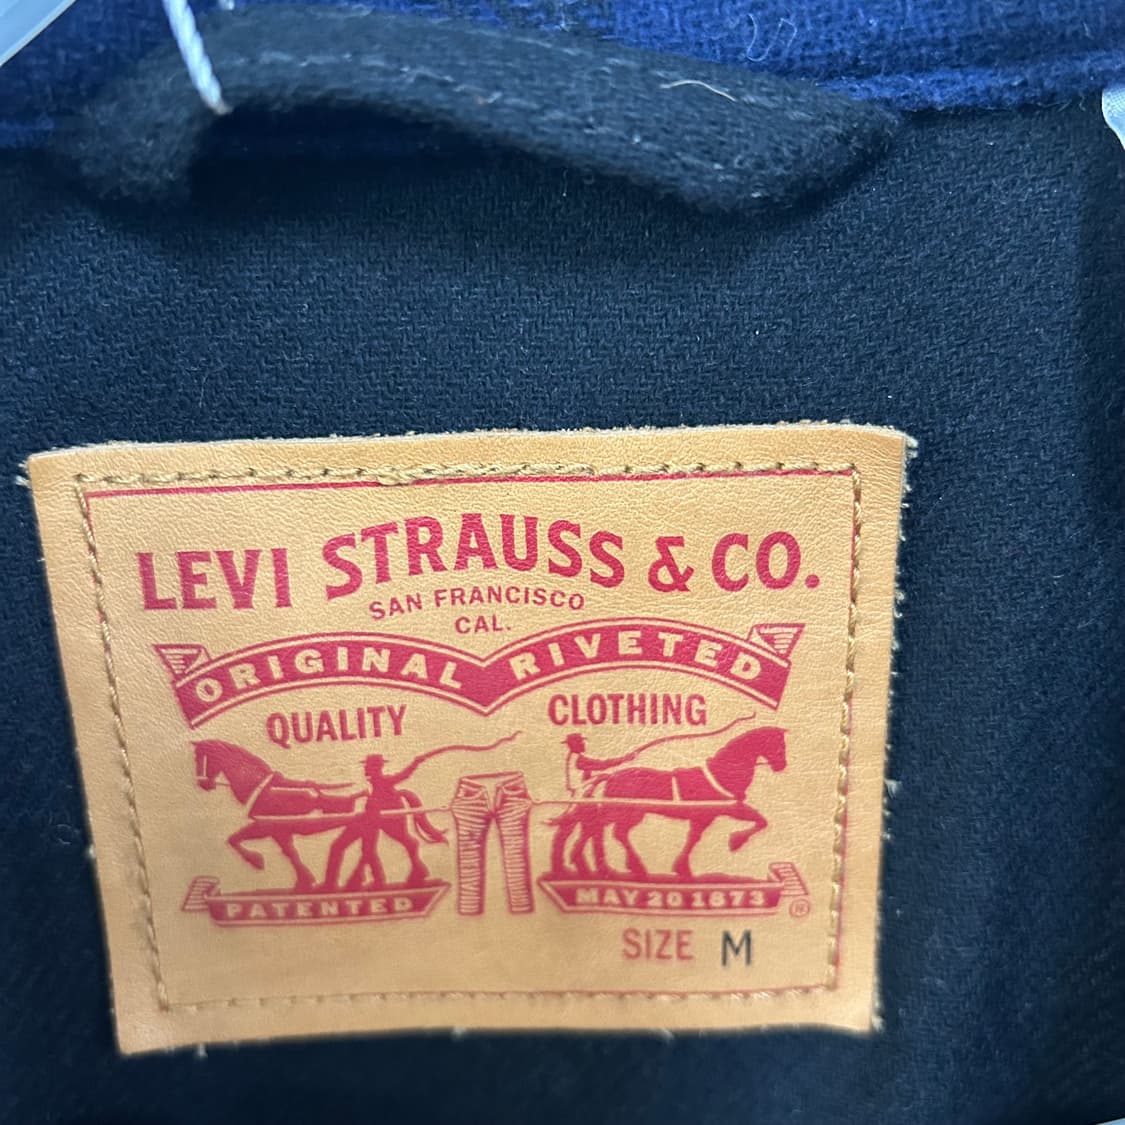 LEVI STRAUSS & CO.
SAN FRANCISCO
CAL.
ORIGINAL RIVETED
QUALITY CLOTHING
PATENTED MAY 20 1873 ®
SIZE M